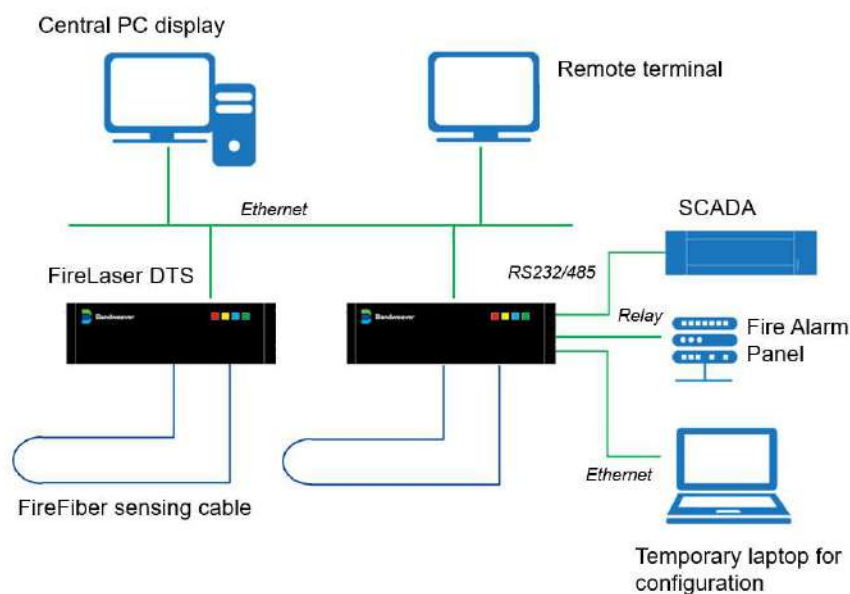 Central PC display
Remote terminal
Ethernet
SCADA
FireLaser DTS
RS232/485
Bandweaver
Bandweaver
Relay
Fire Alarm
Panel
Ethernet
FireFiber sensing cable
Temporary laptop for
configuration